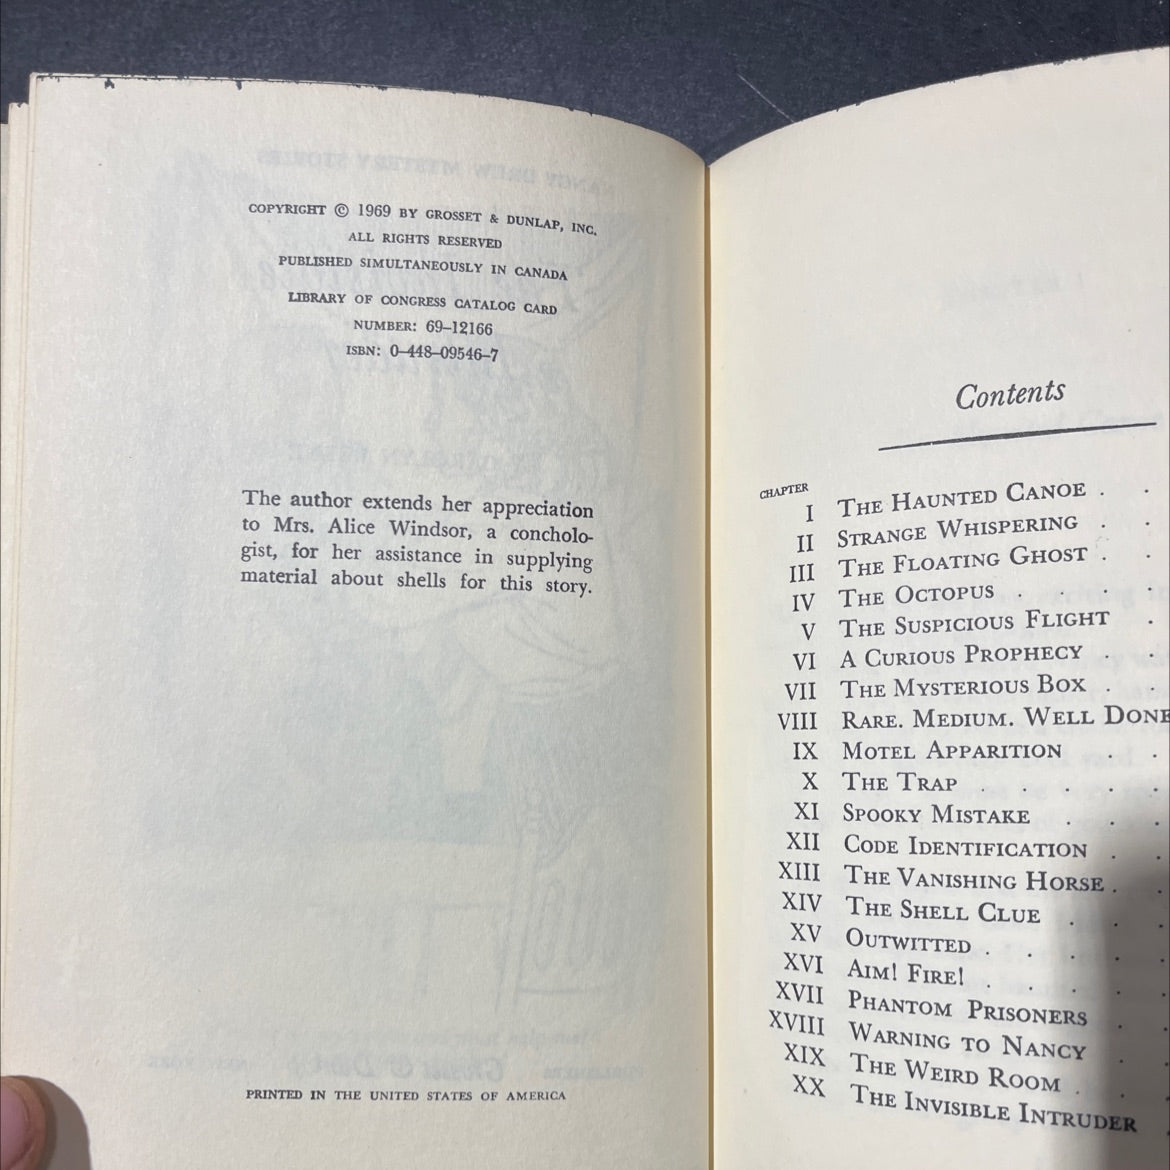 COPYRIGHT © 1969 BY GROSSET & DUNLAP, INC.
ALL RIGHTS RESERVED
PUBLISHED SIMULTANEOUSLY IN CANADA
LIBRARY OF CONGRESS CATALOG CARD
NUMBER: 69–12166
ISBN: 0–448–09546–7
The author extends her appreciation
to Mrs. Alice Windsor, a concholo-
gist, for her assistance in supplying
material about shells for this story.
PRINTED IN THE UNITED STATES OF AMERICA
Contents
CHAPTER
I THE HAUNTED CANOE . .
II STRANGE WHISPERING . .
III THE FLOATING GHOST . .
IV THE OCTOPUS . . . .
V THE SUSPICIOUS FLIGHT .
VI A CURIOUS PROPHECY . .
VII THE MYSTERIOUS BOX . .
VIII RARE. MEDIUM. WELL DONE
IX MOTEL APPARITION . .
X THE TRAP . . . . .
XI SPOOKY MISTAKE . . .
XII CODE IDENTIFICATION . .
XIII THE VANISHING HORSE . .
XIV THE SHELL CLUE . . .
XV OUTWITTED . . . . .
XVI AIM! FIRE! . . . . .
XVII PHANTOM PRISONERS . .
XVIII WARNING TO NANCY . .
XIX THE WEIRD ROOM . . .
XX THE INVISIBLE INTRUDER .